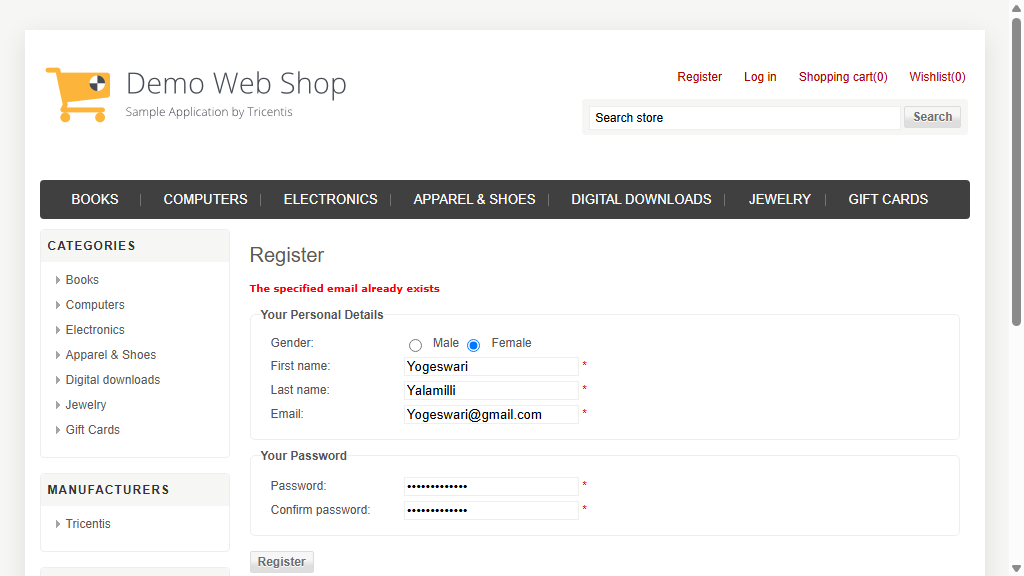 Demo Web Shop
Sample Application by Tricentis
Register Log in Shopping cart(0) Wishlist(0)
Search store Search
BOOKS COMPUTERS ELECTRONICS APPAREL & SHOES DIGITAL DOWNLOADS JEWELRY GIFT CARDS
CATEGORIES
Books
Computers
Electronics
Apparel & Shoes
Digital downloads
Jewelry
Gift Cards
MANUFACTURERS
Tricentis
Register
The specified email already exists
Your Personal Details
Gender: Male Female
First name: Yogeswari *
Last name: Yalamilli *
Email: Yogeswari@gmail.com *
Your Password
Password: ••••••••••••• *
Confirm password: ••••••••••••• *
Register